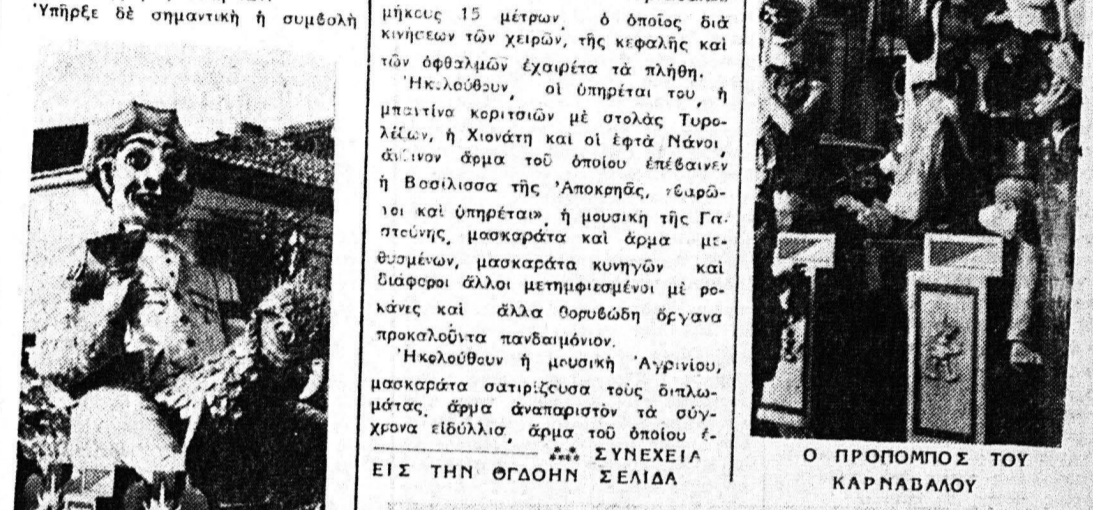 Ὑπῆρξε δὲ σημαντικὴ ἡ συμβολὴ
μήκους 15 μέτρων, ὁ ὁποῖος διὰ
κινήσεων τῶν χειρῶν, τῆς κεφαλῆς καὶ
τῶν ὀφθαλμῶν ἐχαιρέτα τὰ πλήθη.
Ἠκολούθουν, οἱ ὑπηρέται του, ἡ
μπαντίνα κοριτσιῶν μὲ στολὰς Τυρο-
λέζων, ἡ Χιονάτη καὶ οἱ ἑφτὰ Νάνοι,
ἅρμα τοῦ ὁποίου ἐπέβαινεν
ἡ Βασίλισσα τῆς Ἀποκρηᾶς, «βαρῶ-
νοι καὶ ὑπηρέται», ἡ μουσικὴ τῆς Γα-
στούνης, μασκαράτα καὶ ἅρμα με-
θυσμένων, μασκαράτα κυνηγῶν καὶ
διάφοροι ἄλλοι μετημφιεσμένοι μὲ ρο-
κάνες καὶ ἄλλα θορυβώδη ὄργανα
προκαλοῦντα πανδαιμόνιον.
Ἠκολούθουν ἡ μουσικὴ Ἀγρινίου,
μασκαράτα σατιρίζουσα τοὺς διπλω-
μάτας, ἅρμα ἀναπαριστὸν τὰ σύγ-
χρονα εἰδύλλια, ἅρμα τοῦ ὁποίου ἐ-
ΣΥΝΕΧΕΙΑ
ΕΙΣ ΤΗΝ ΟΓΔΟΗΝ ΣΕΛΙΔΑ
Ο ΠΡΟΠΟΜΠΟΣ ΤΟΥ
ΚΑΡΝΑΒΑΛΟΥ